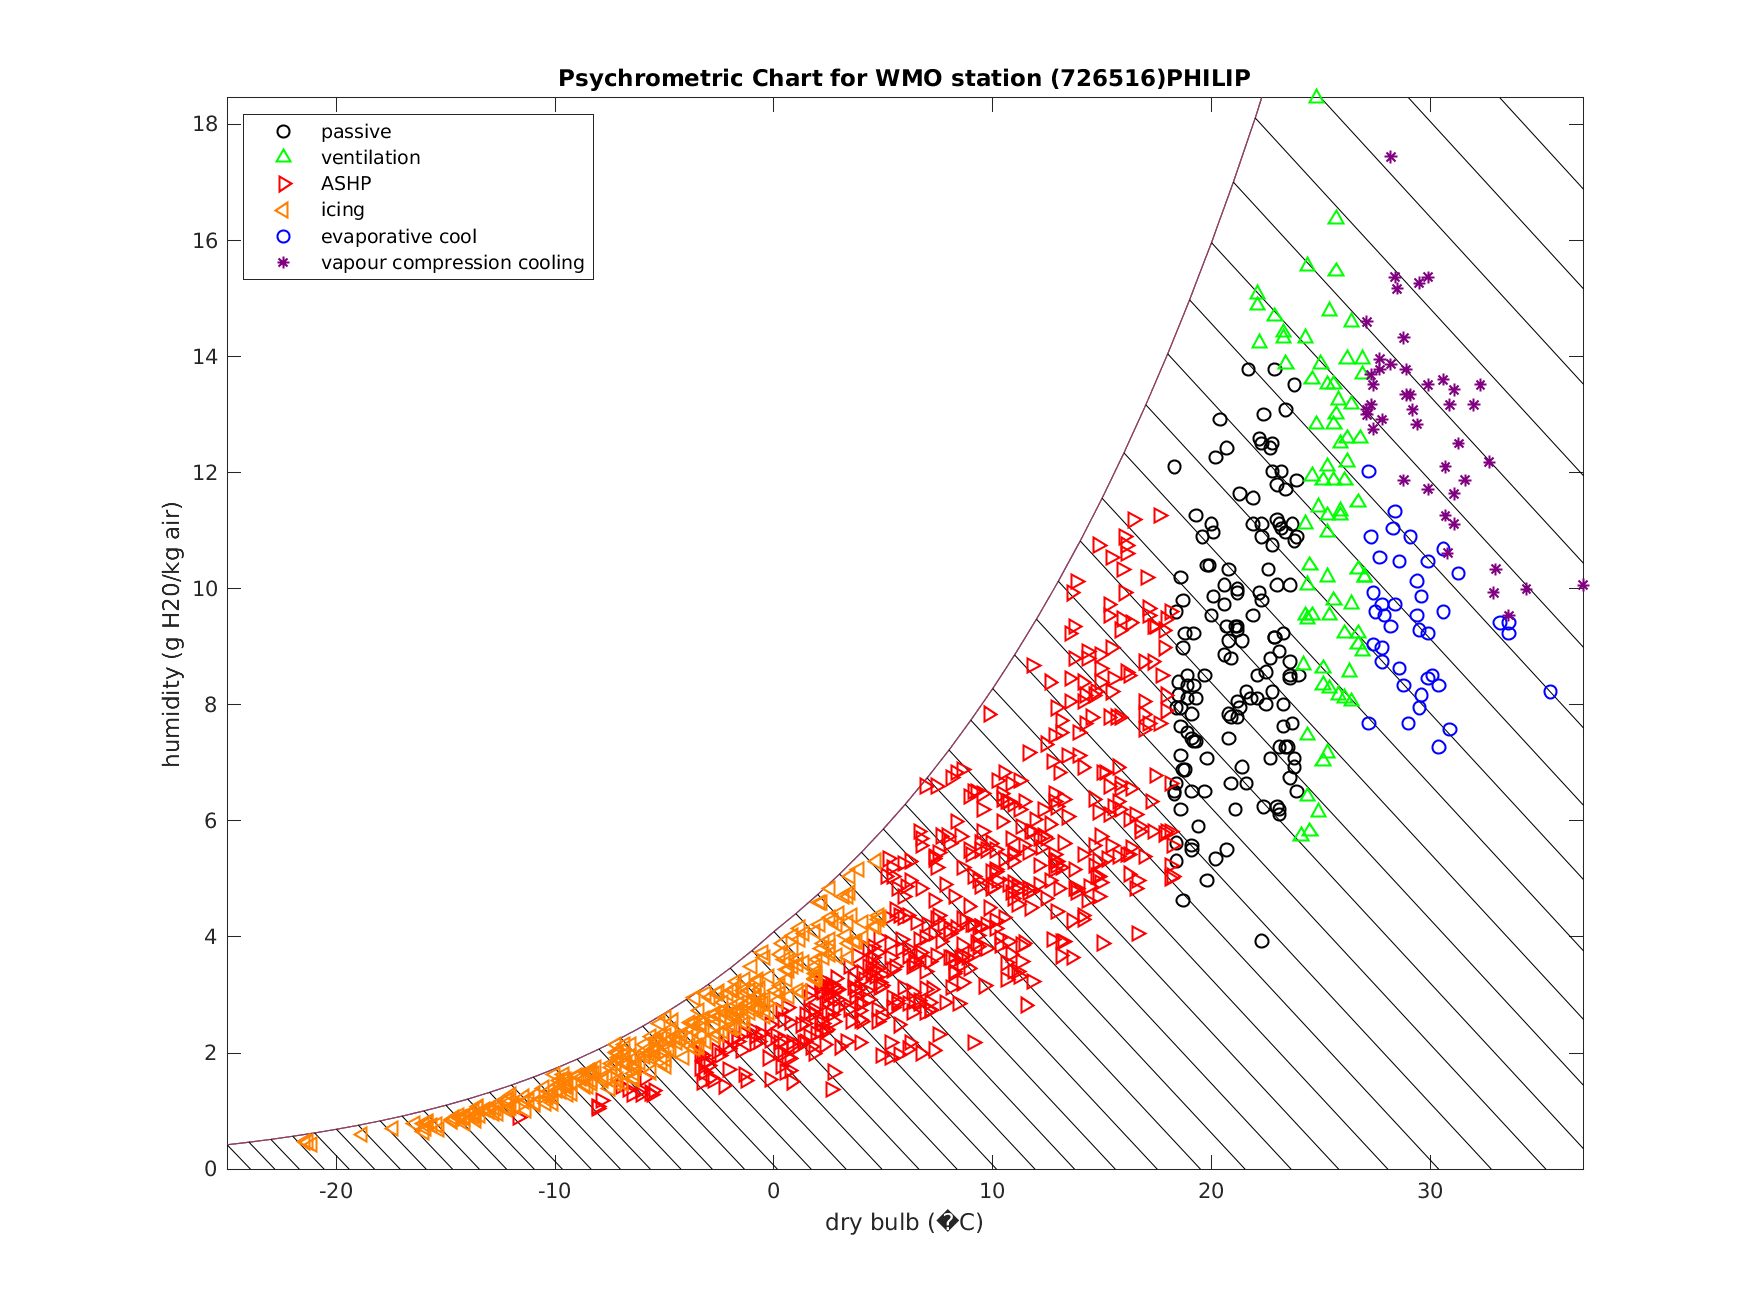 Psychrometric Chart for WMO station (726516)PHILIP
passive
ventilation
ASHP
icing
evaporative cool
vapour compression cooling
humidity (g H20/kg air)
18
16
14
12
10
8
6
4
2
0
-20 -10 0 10 20 30
dry bulb (�C)